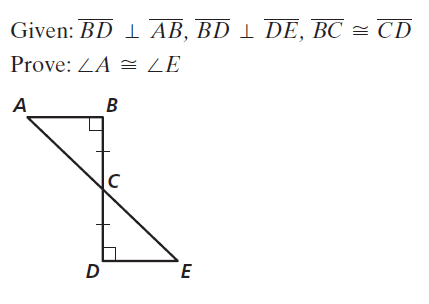 Given: BD ⊥ AB, BD ⊥ DE, BC ≅ CD
Prove: ∠A ≅ ∠E
A
B
C
D
E